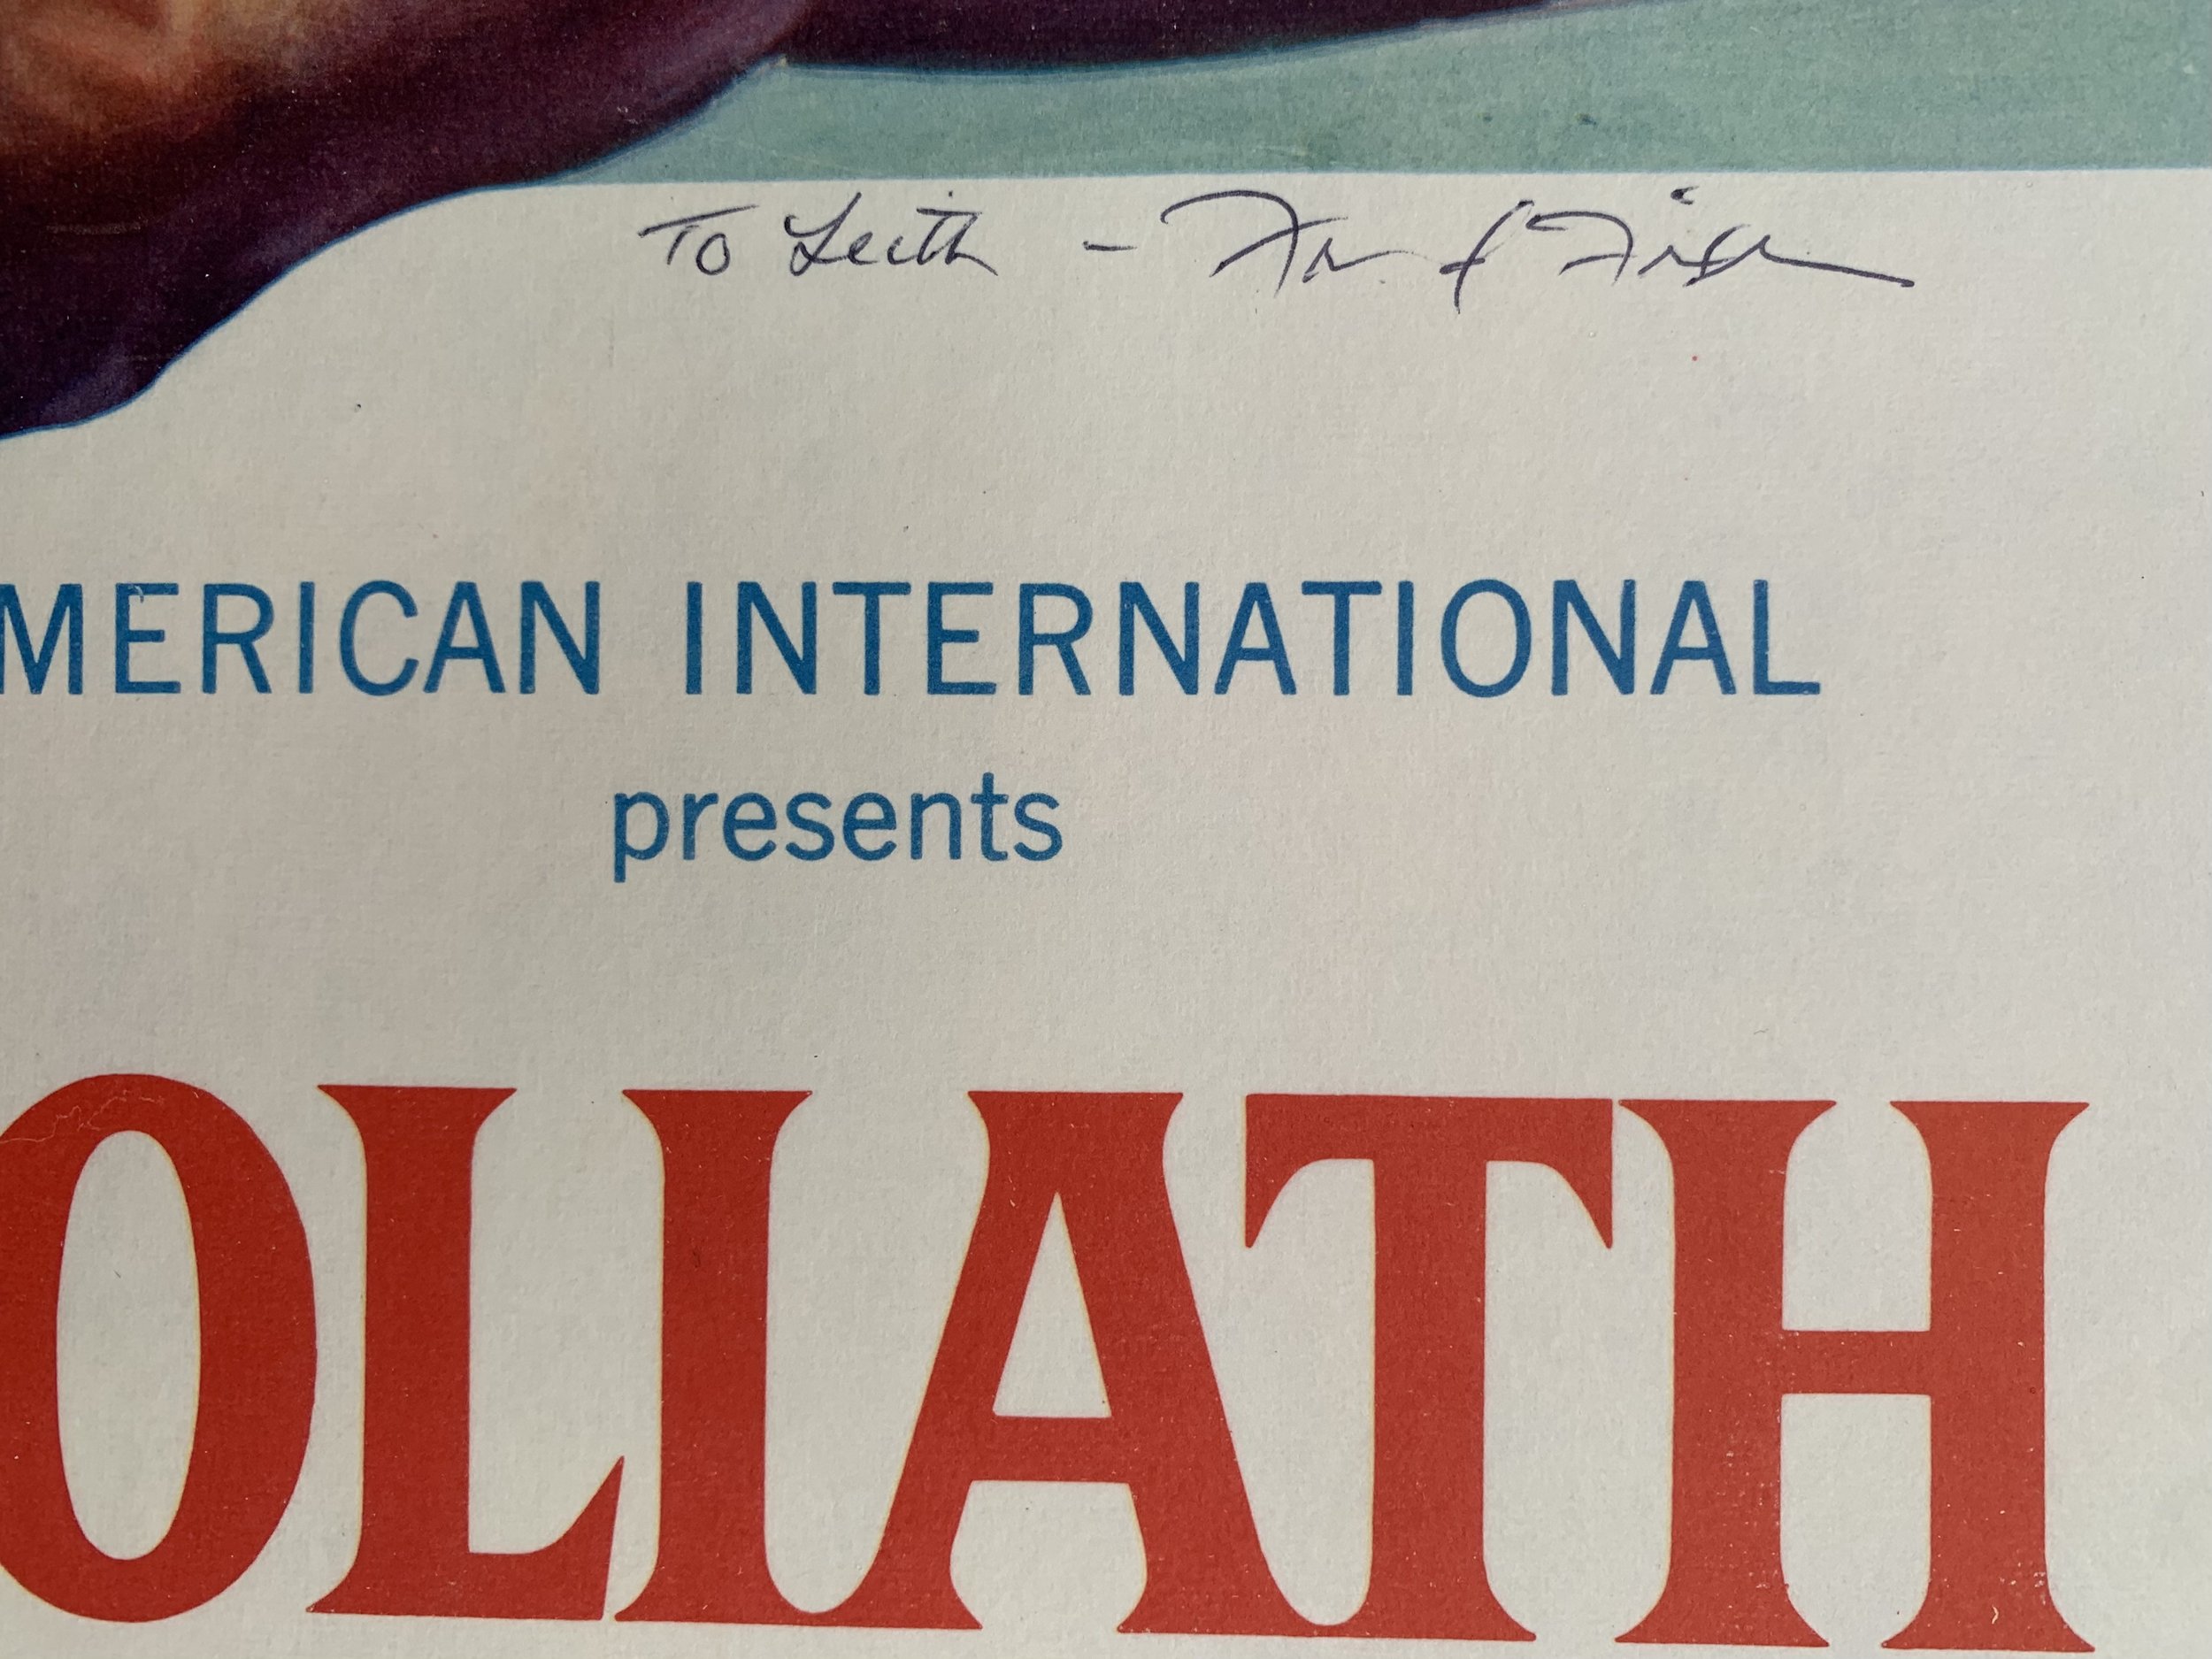 To Leith -
MERICAN INTERNATIONAL
presents
OLIATH